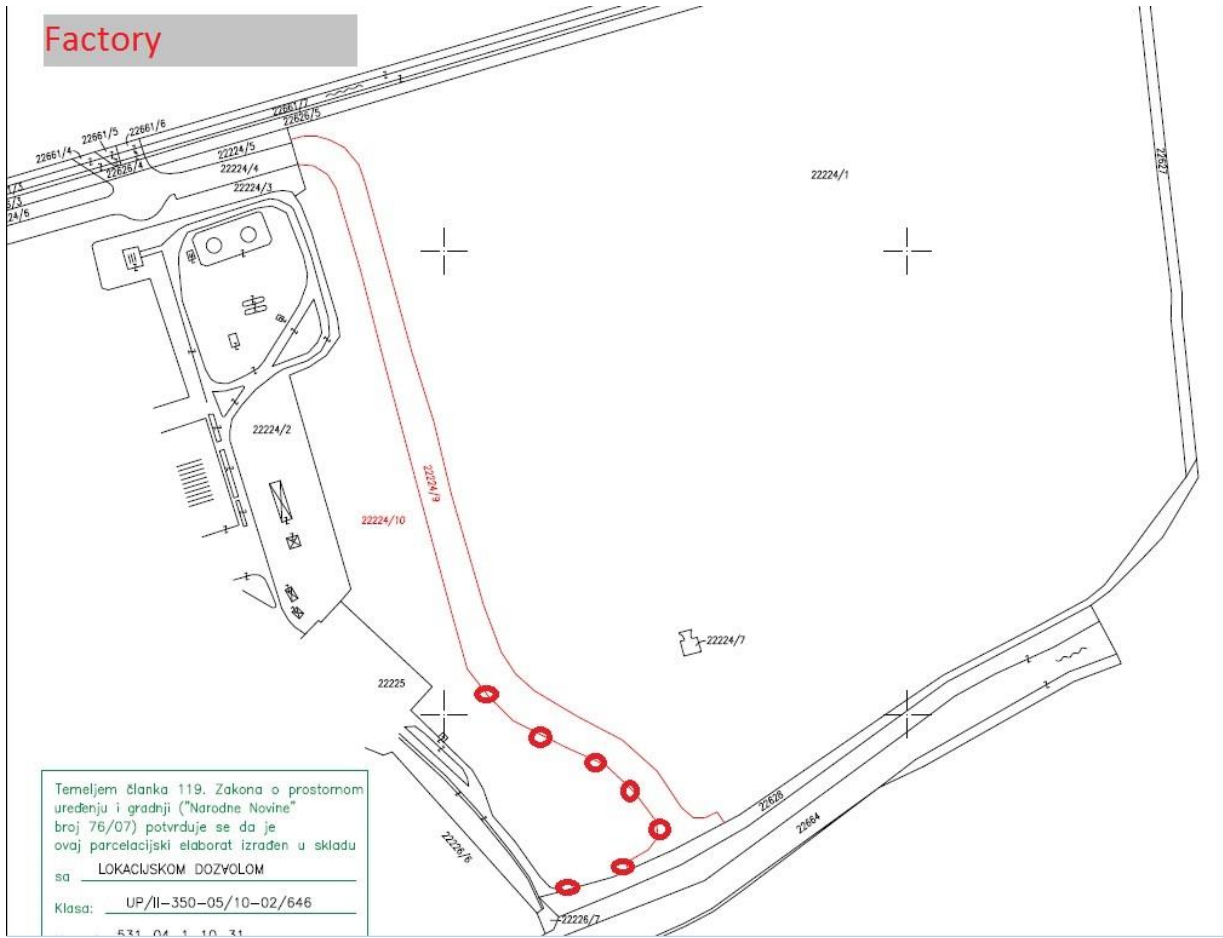 Factory
22661/7
22626/5
22661/6
22661/5
22661/4
22626/4
22224/5
22224/4
22224/3
22224/1
22627
22224/2
22224/9
22224/10
22224/7
22225
22628
22664
22226/6
22226/7
Temeljem članka 119. Zakona o prostornom
uređenju i gradnji ("Narodne Novine"
broj 76/07) potvrđuje se da je
ovaj parcelacijski elaborat izrađen u skladu
sa LOKACIJSKOM DOZVOLOM
Klasa: UP/II-350-05/10-02/646